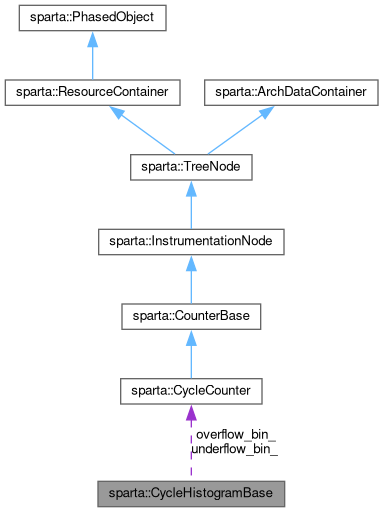 sparta::PhasedObject
sparta::ResourceContainer
sparta::ArchDataContainer
sparta::TreeNode
sparta::InstrumentationNode
sparta::CounterBase
sparta::CycleCounter
overflow_bin_
underflow_bin_
sparta::CycleHistogramBase